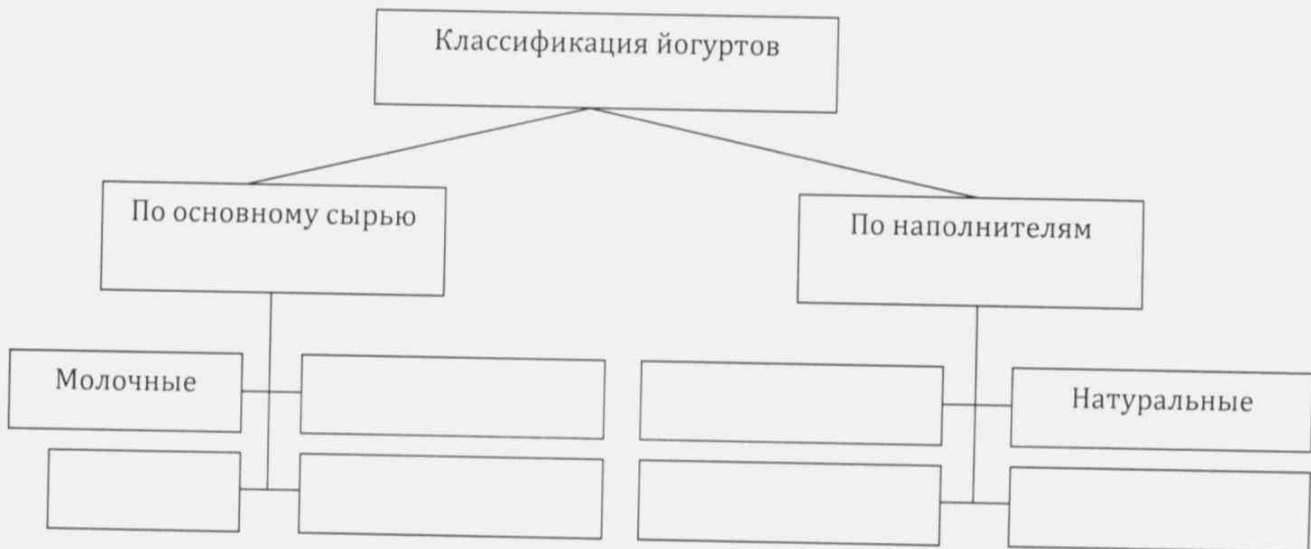 Классификация йогуртов
По основному сырью
По наполнителям
Молочные
Натуральные